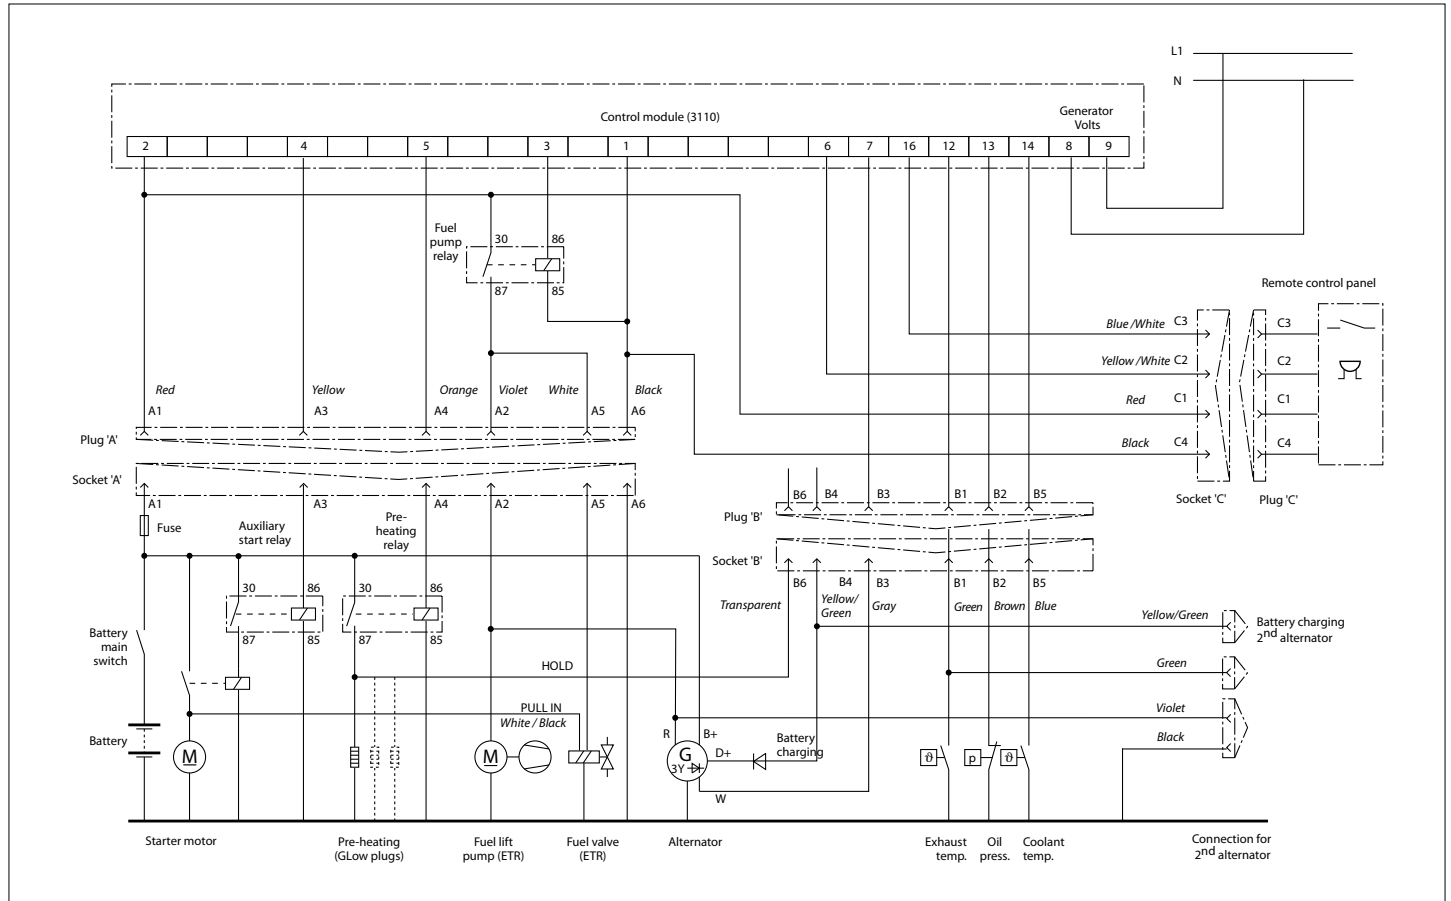 L1
N
Control module (3110)
Generator
Volts
2 4 5 3 1 6 7 16 12 13 14 8 9
Fuel
pump
relay
30 86
87 85
Remote control panel
Blue /White C3 C3
Yellow /White C2 C2
Red C1 C1
Black C4 C4
Socket 'C' Plug 'C'
Red Yellow Orange Violet White Black
A1 A3 A4 A2 A5 A6
Plug 'A'
Socket 'A'
A1 A3 A4 A2 A5 A6
B6 B4 B3 B1 B2 B5
Plug 'B'
Socket 'B'
B6 B4 B3 B1 B2 B5
Transparent
Yellow/
Green
Gray
Green
Brown
Blue
Fuse
Auxiliary
start relay
Pre-
heating
relay
30 86
87 85
30 86
87 85
Battery
main
switch
Battery
HOLD
PULL IN
White / Black
Yellow/Green
Battery charging
2nd alternator
Green
Violet
Black
M
M
R
B+
G
3Y
D+
W
Battery
charging
ϑ
p
ϑ
Starter motor
Pre-heating
(GLow plugs)
Fuel lift
pump (ETR)
Fuel valve
(ETR)
Alternator
Exhaust
temp.
Oil
press.
Coolant
temp.
Connection for
2nd alternator